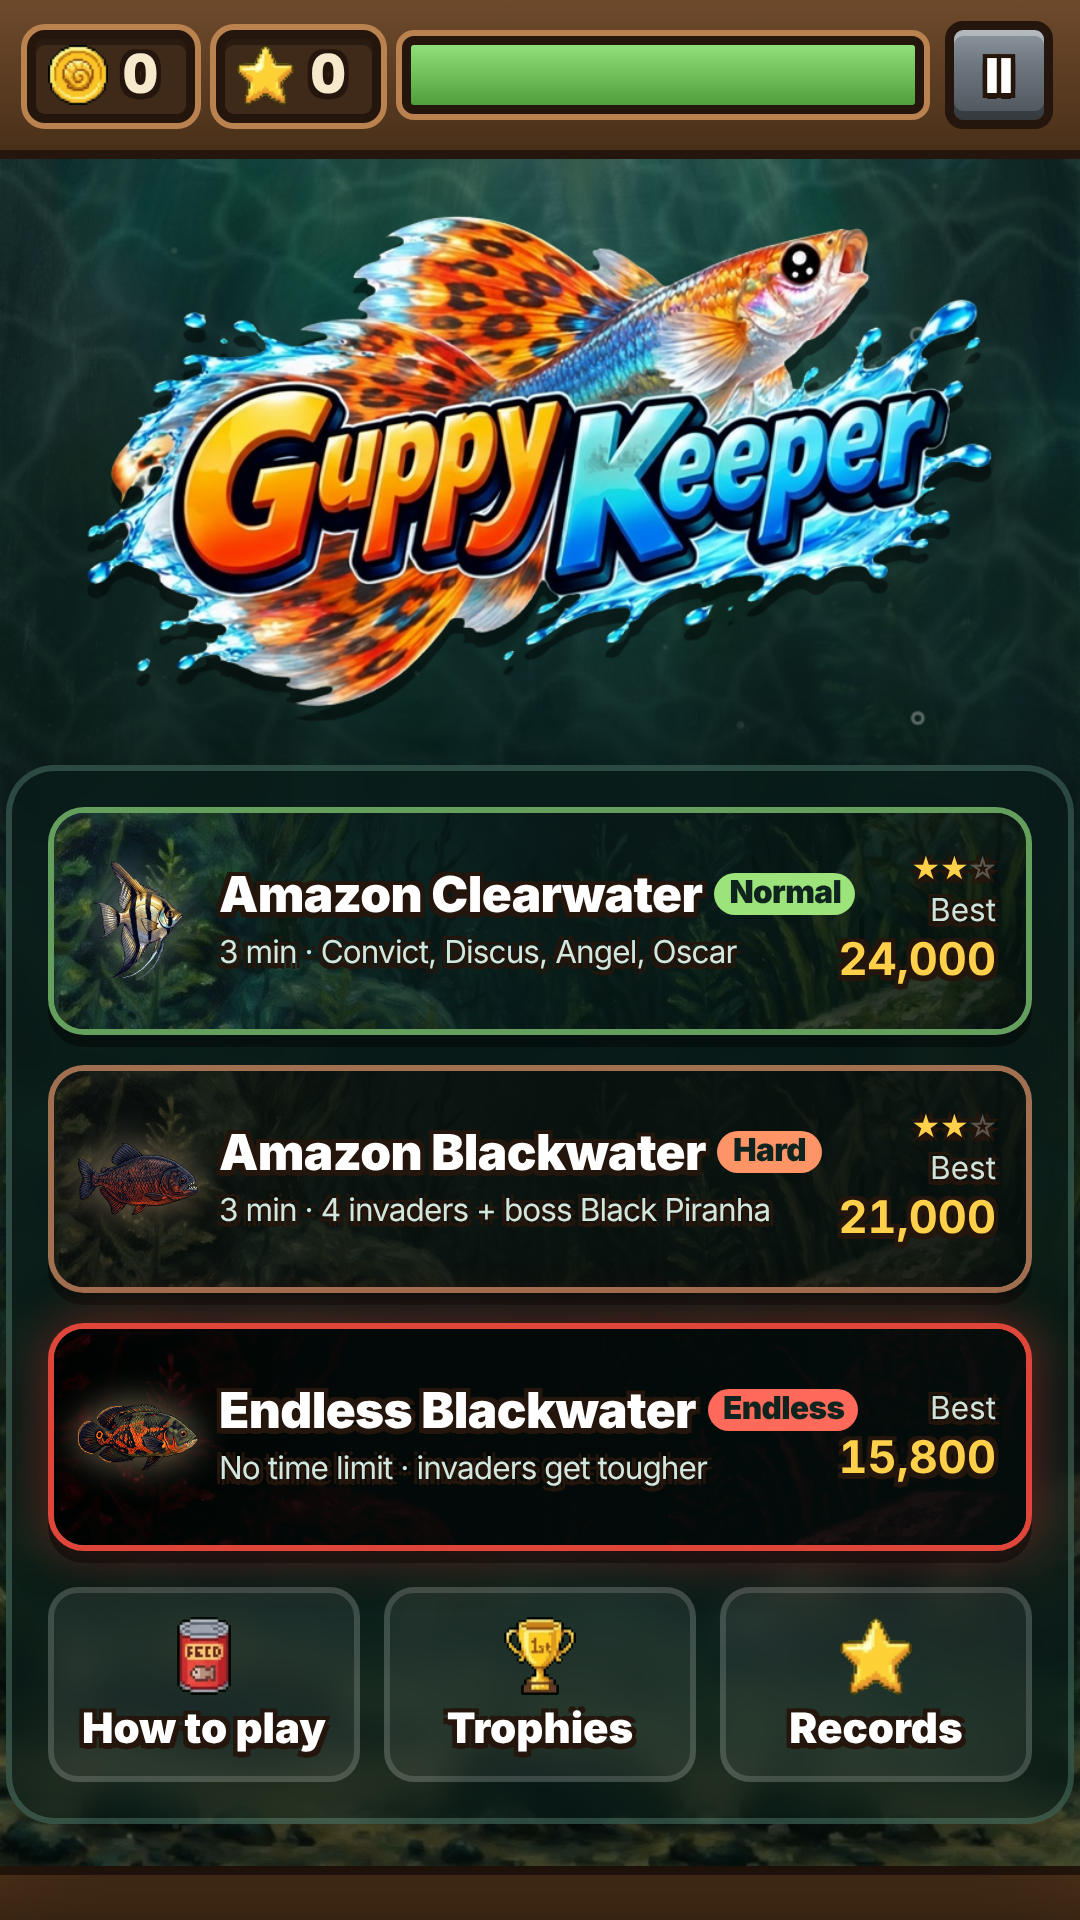 0
0
Guppy Keeper
Amazon Clearwater Normal
3 min · Convict, Discus, Angel, Oscar
★★☆
Best
24,000
Amazon Blackwater Hard
3 min · 4 invaders + boss Black Piranha
★★☆
Best
21,000
Endless Blackwater Endless
No time limit · invaders get tougher
Best
15,800
FEED
How to play
1st
Trophies
Records